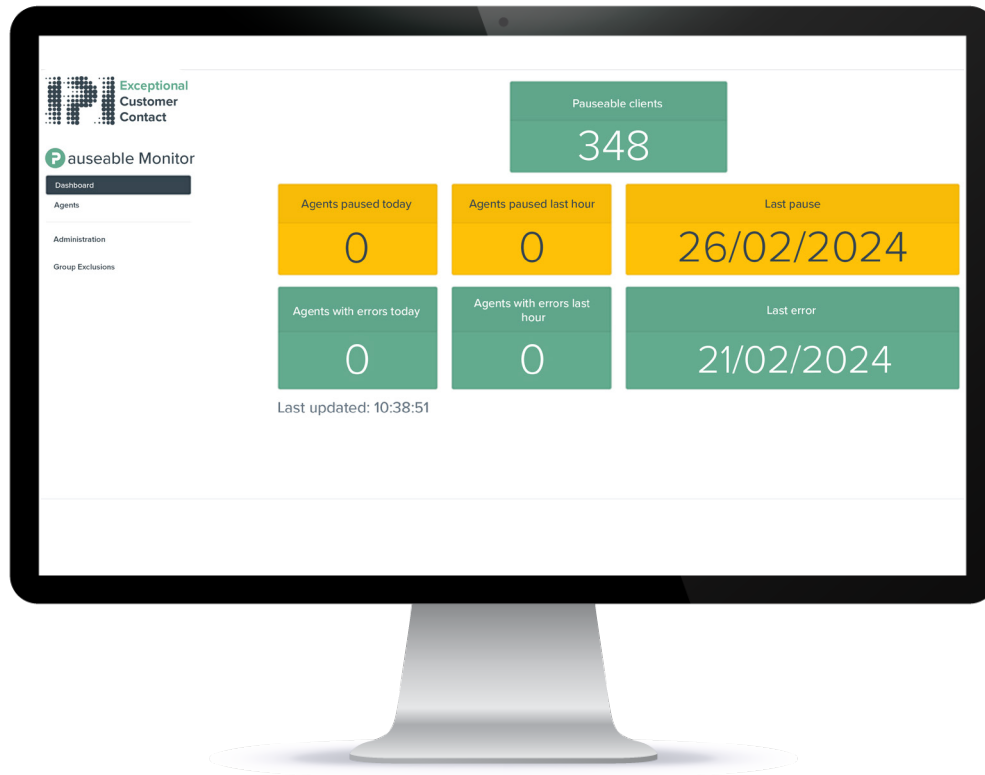 IPI
Exceptional
Customer
Contact
Pauseable Monitor
Dashboard
Agents
Administration
Group Exclusions
Pauseable clients
348
Agents paused today
0
Agents paused last hour
0
Last pause
26/02/2024
Agents with errors today
0
Agents with errors last
hour
0
Last error
21/02/2024
Last updated: 10:38:51